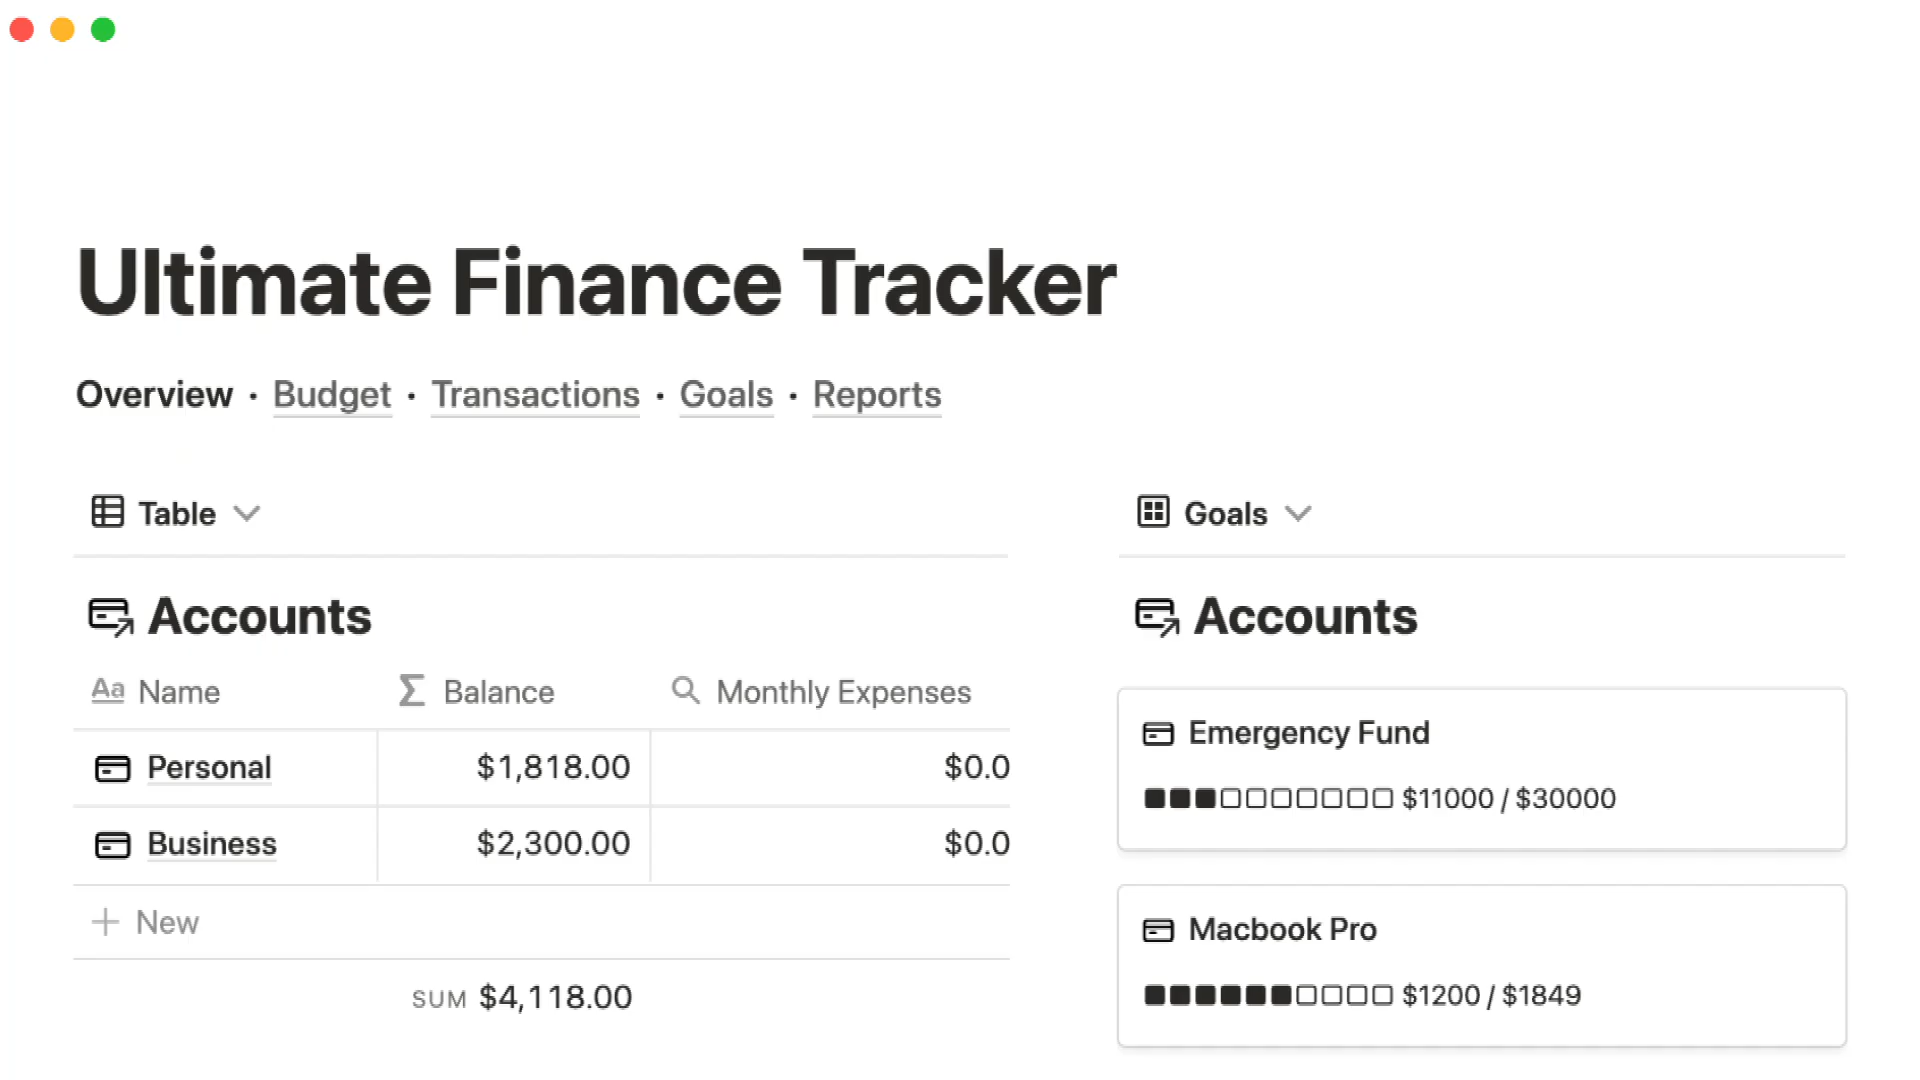 Ultimate Finance Tracker
Overview · Budget · Transactions · Goals · Reports
Table
Accounts
Aa Name Σ Balance Monthly Expenses
Personal $1,818.00 $0.0
Business $2,300.00 $0.0
+ New
SUM $4,118.00
Goals
Accounts
Emergency Fund
■■■□□□□□□□ $11000 / $30000
Macbook Pro
■■■■■■□□□□ $1200 / $1849